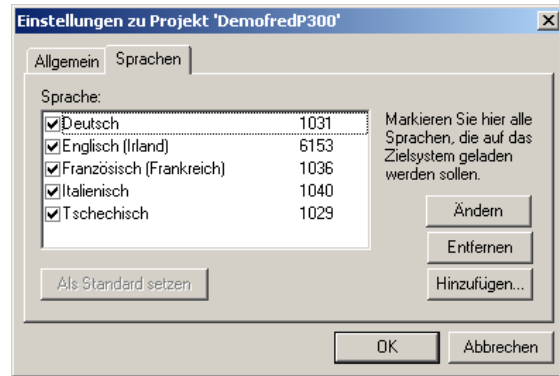 Einstellungen zu Projekt 'DemofredP300'
Allgemein Sprachen
Sprache:
Deutsch 1031
Englisch (Irland) 6153
Französisch (Frankreich) 1036
Italienisch 1040
Tschechisch 1029
Markieren Sie hier alle
Sprachen, die auf das
Zielsystem geladen
werden sollen.
Ändern
Entfernen
Als Standard setzen Hinzufügen...
OK Abbrechen